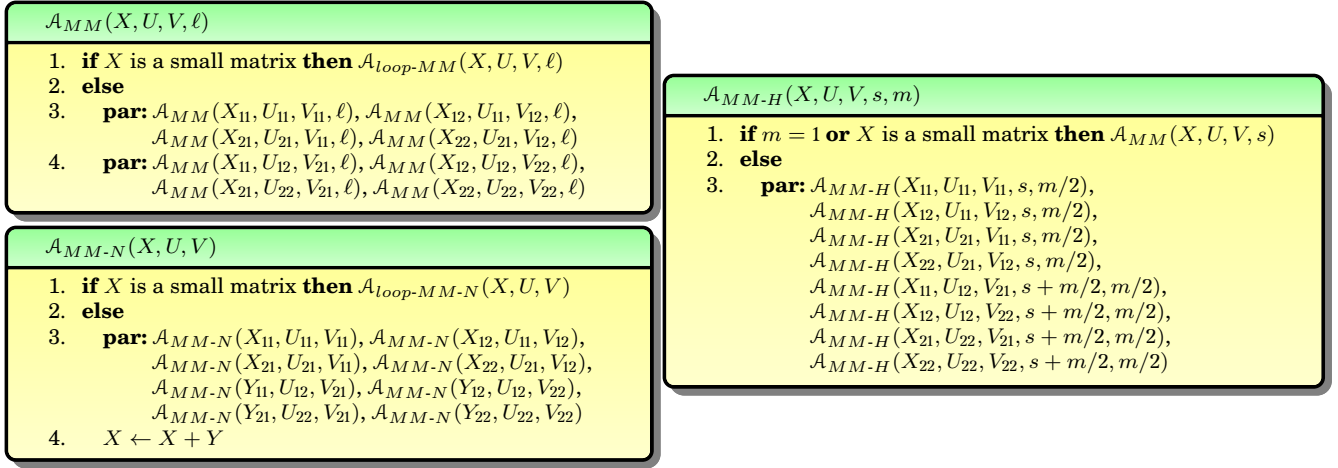 𝒜_{MM}(X, U, V, ℓ)
1. if X is a small matrix then 𝒜_{loop-MM}(X, U, V, ℓ)
2. else
3. par: 𝒜_{MM}(X_{11}, U_{11}, V_{11}, ℓ), 𝒜_{MM}(X_{12}, U_{11}, V_{12}, ℓ),
𝒜_{MM}(X_{21}, U_{21}, V_{11}, ℓ), 𝒜_{MM}(X_{22}, U_{21}, V_{12}, ℓ)
4. par: 𝒜_{MM}(X_{11}, U_{12}, V_{21}, ℓ), 𝒜_{MM}(X_{12}, U_{12}, V_{22}, ℓ),
𝒜_{MM}(X_{21}, U_{22}, V_{21}, ℓ), 𝒜_{MM}(X_{22}, U_{22}, V_{22}, ℓ)
𝒜_{MM-N}(X, U, V)
1. if X is a small matrix then 𝒜_{loop-MM-N}(X, U, V)
2. else
3. par: 𝒜_{MM-N}(X_{11}, U_{11}, V_{11}), 𝒜_{MM-N}(X_{12}, U_{11}, V_{12}),
𝒜_{MM-N}(X_{21}, U_{21}, V_{11}), 𝒜_{MM-N}(X_{22}, U_{21}, V_{12}),
𝒜_{MM-N}(Y_{11}, U_{12}, V_{21}), 𝒜_{MM-N}(Y_{12}, U_{12}, V_{22}),
𝒜_{MM-N}(Y_{21}, U_{22}, V_{21}), 𝒜_{MM-N}(Y_{22}, U_{22}, V_{22})
4. X ← X + Y
𝒜_{MM-H}(X, U, V, s, m)
1. if m = 1 or X is a small matrix then 𝒜_{MM}(X, U, V, s)
2. else
3. par: 𝒜_{MM-H}(X_{11}, U_{11}, V_{11}, s, m/2),
𝒜_{MM-H}(X_{12}, U_{11}, V_{12}, s, m/2),
𝒜_{MM-H}(X_{21}, U_{21}, V_{11}, s, m/2),
𝒜_{MM-H}(X_{22}, U_{21}, V_{12}, s, m/2),
𝒜_{MM-H}(X_{11}, U_{12}, V_{21}, s + m/2, m/2),
𝒜_{MM-H}(X_{12}, U_{12}, V_{22}, s + m/2, m/2),
𝒜_{MM-H}(X_{21}, U_{22}, V_{21}, s + m/2, m/2),
𝒜_{MM-H}(X_{22}, U_{22}, V_{22}, s + m/2, m/2)